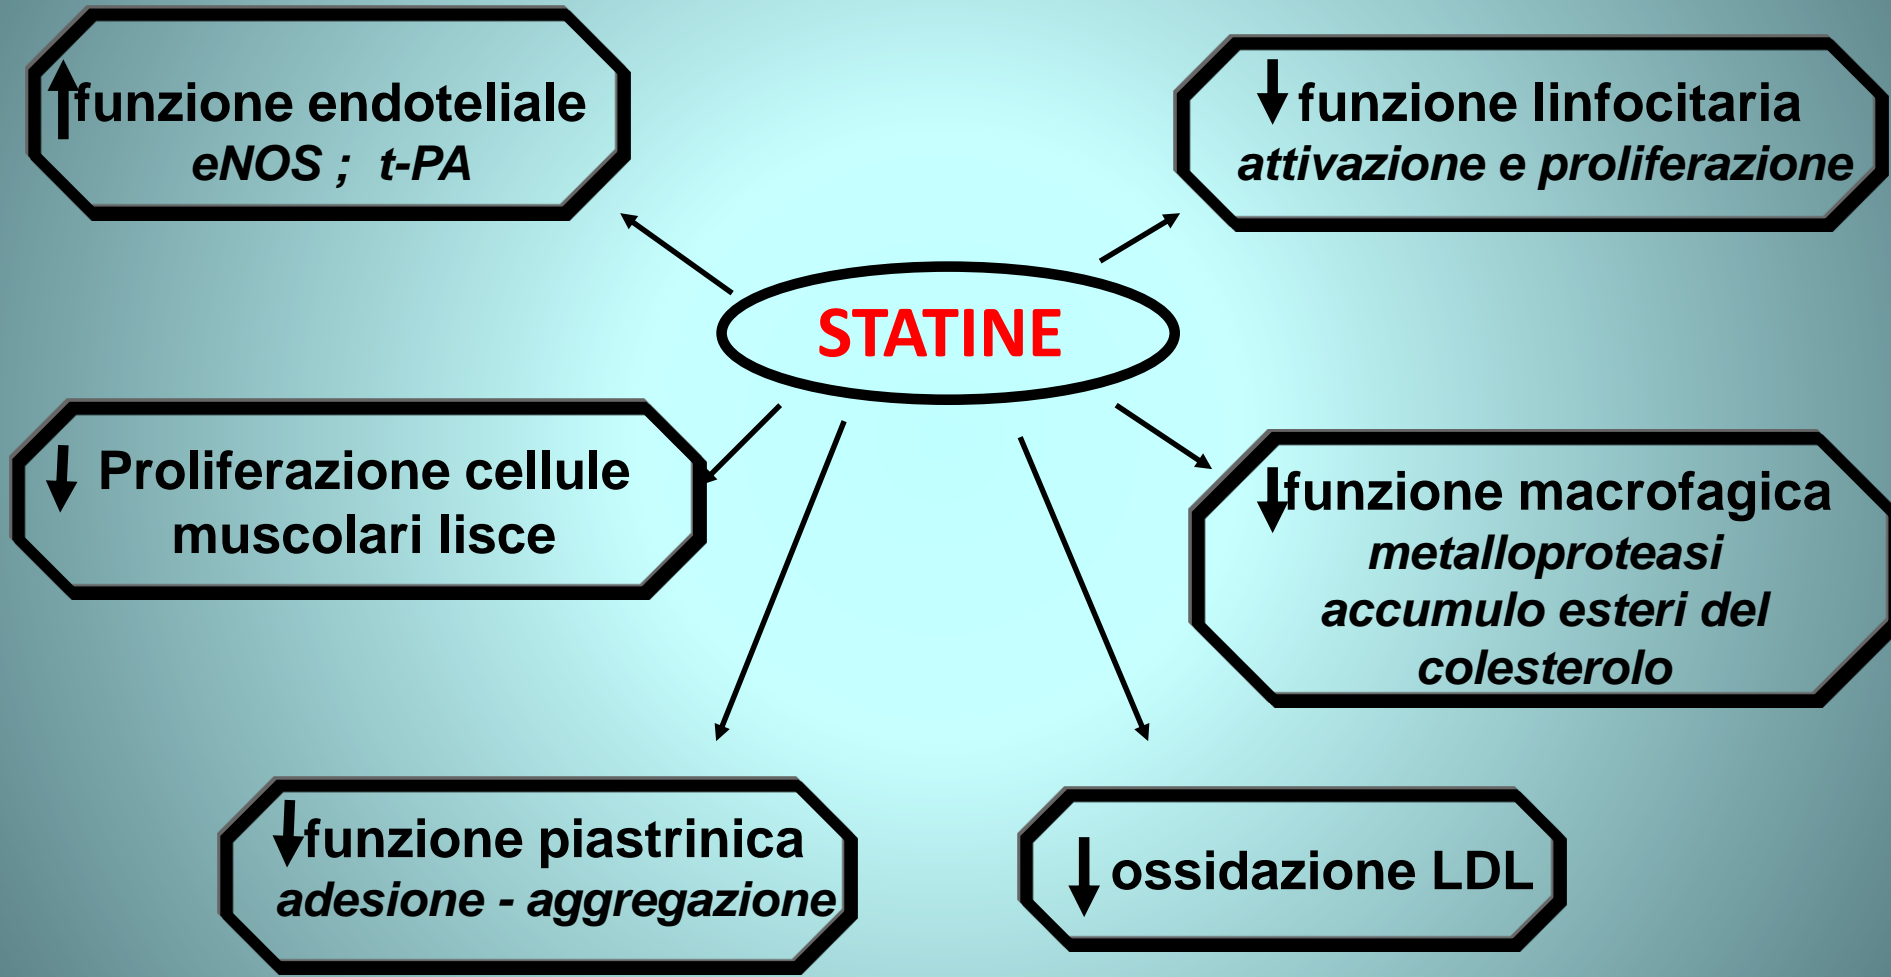 funzione endoteliale
eNOS ; t-PA
funzione linfocitaria
attivazione e proliferazione
STATINE
Proliferazione cellule
muscolari lisce
funzione macrofagica
metalloproteasi
accumulo esteri del
colesterolo
funzione piastrinica
adesione - aggregazione
ossidazione LDL